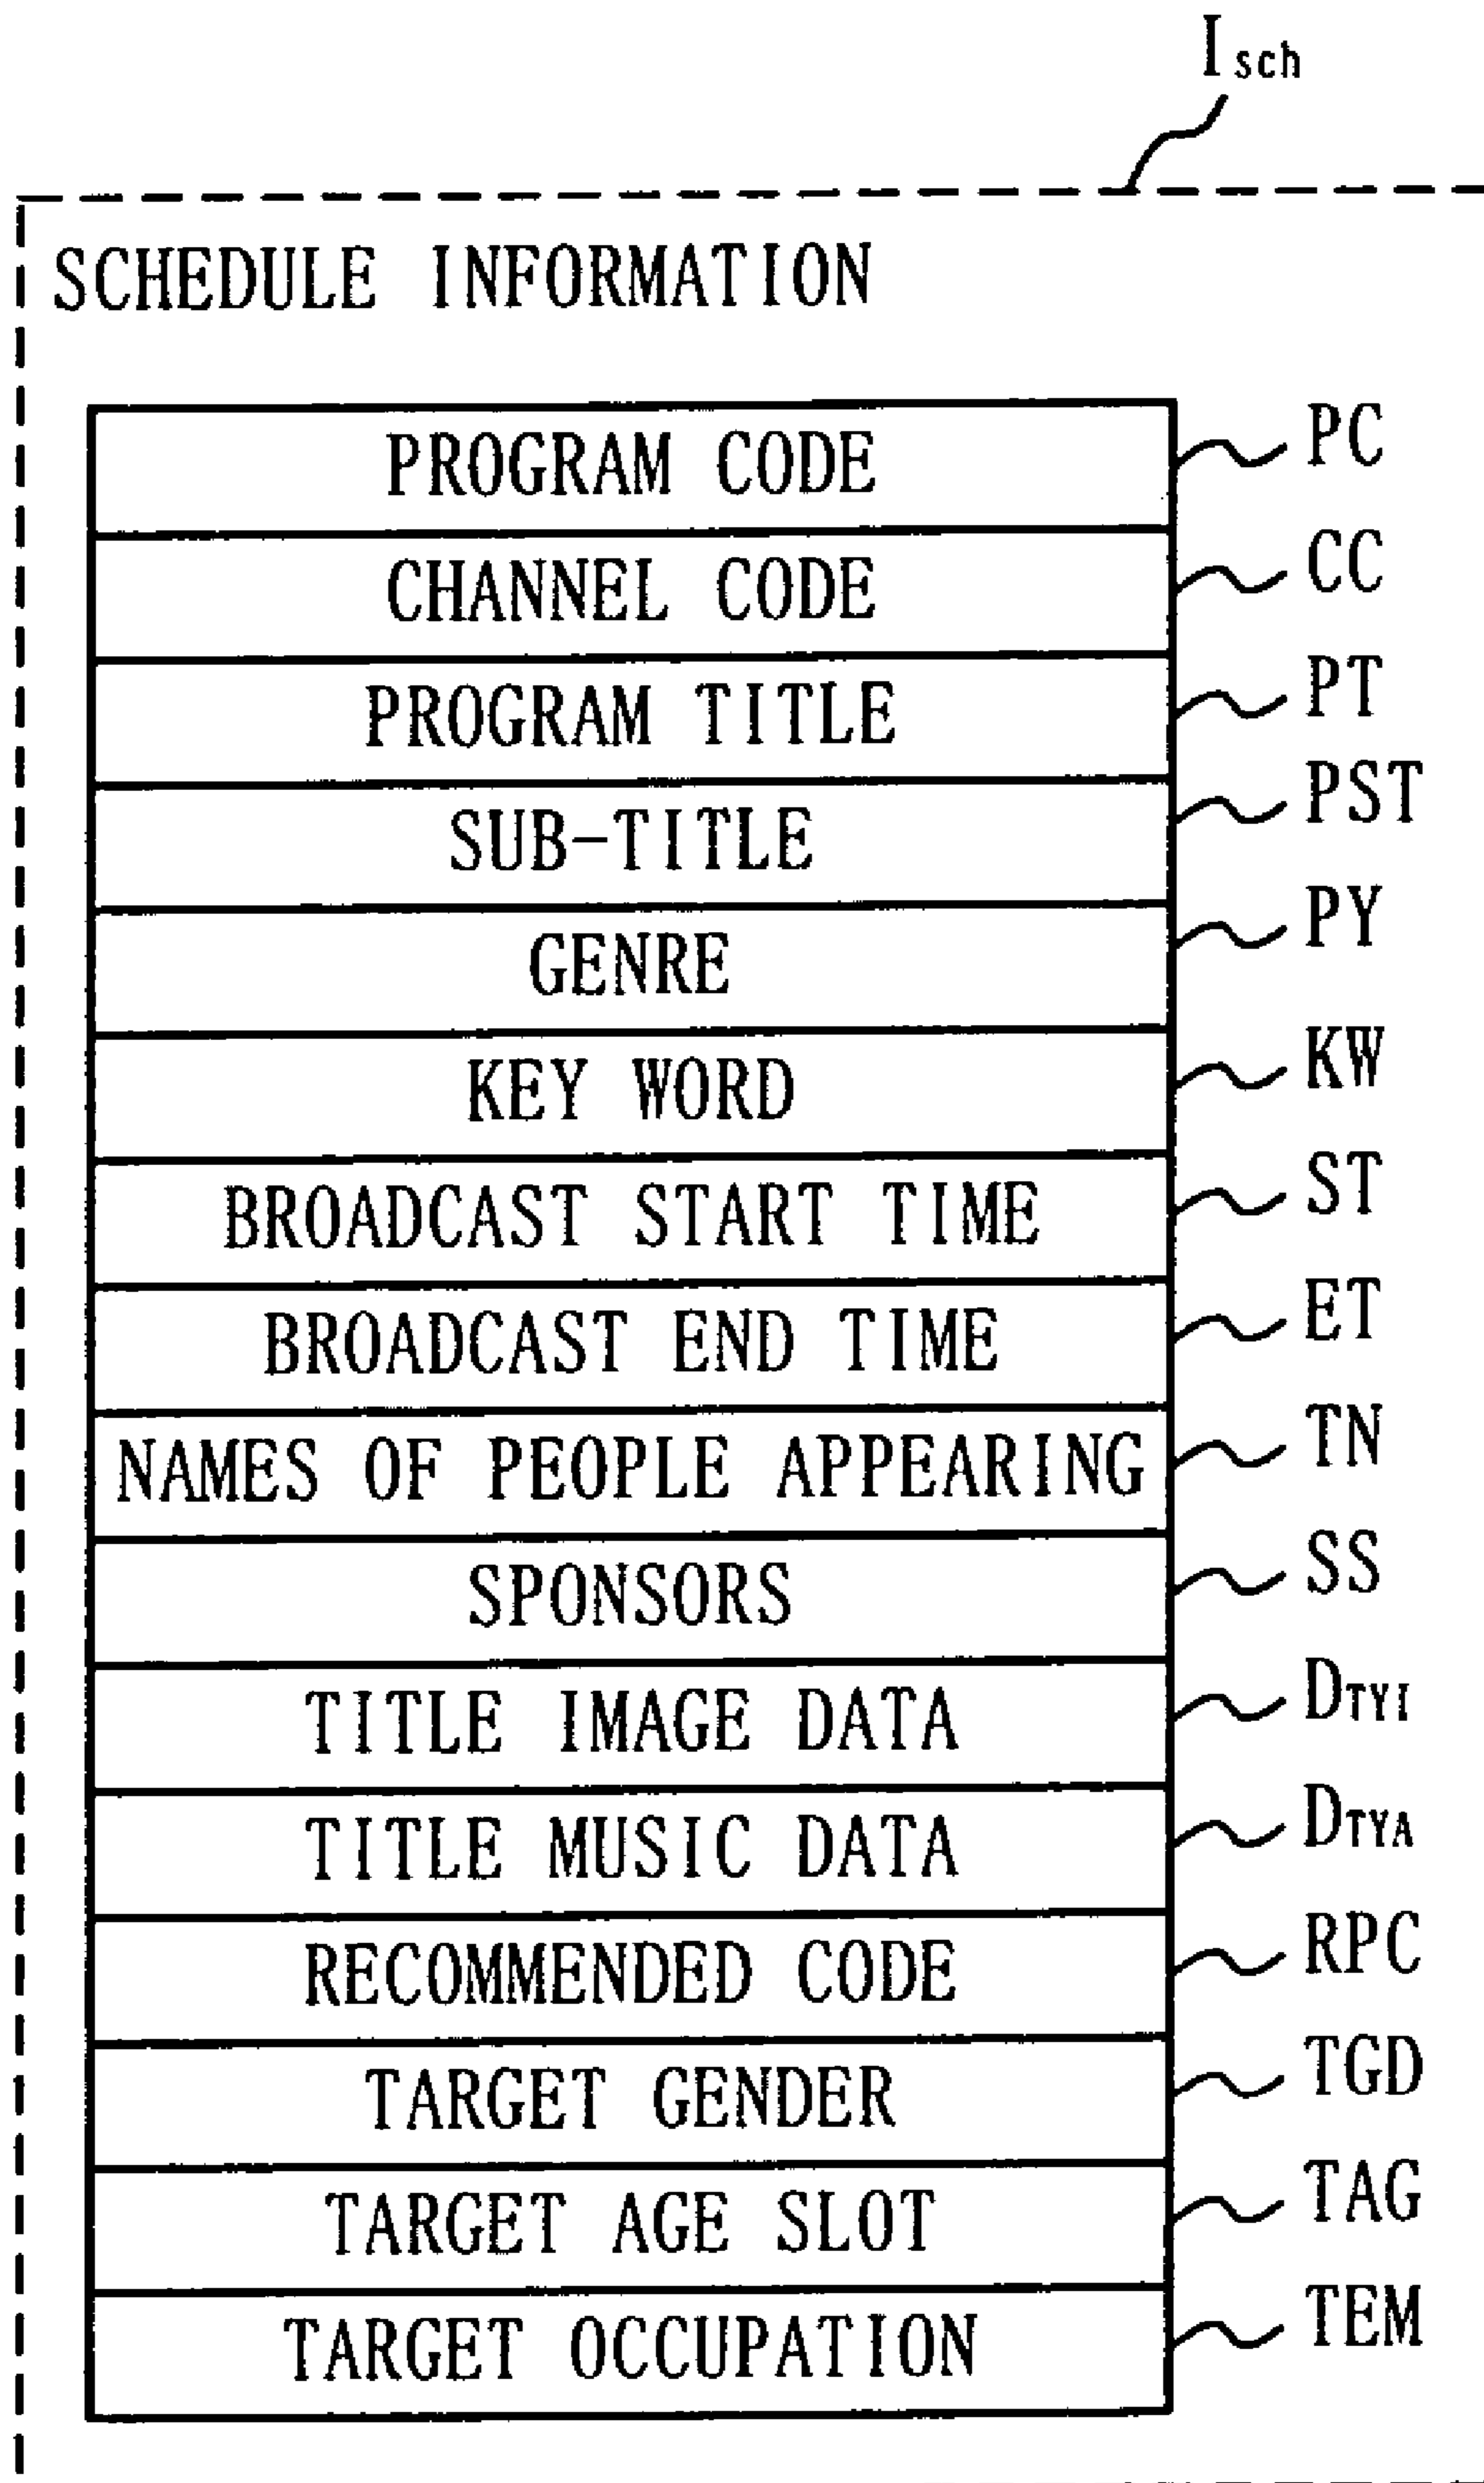 Isch
SCHEDULE INFORMATION
PROGRAM CODE PC
CHANNEL CODE CC
PROGRAM TITLE PT
SUB-TITLE PST
GENRE PY
KEY WORD KW
BROADCAST START TIME ST
BROADCAST END TIME ET
NAMES OF PEOPLE APPEARING TN
SPONSORS SS
TITLE IMAGE DATA DTYI
TITLE MUSIC DATA DTYA
RECOMMENDED CODE RPC
TARGET GENDER TGD
TARGET AGE SLOT TAG
TARGET OCCUPATION TEM